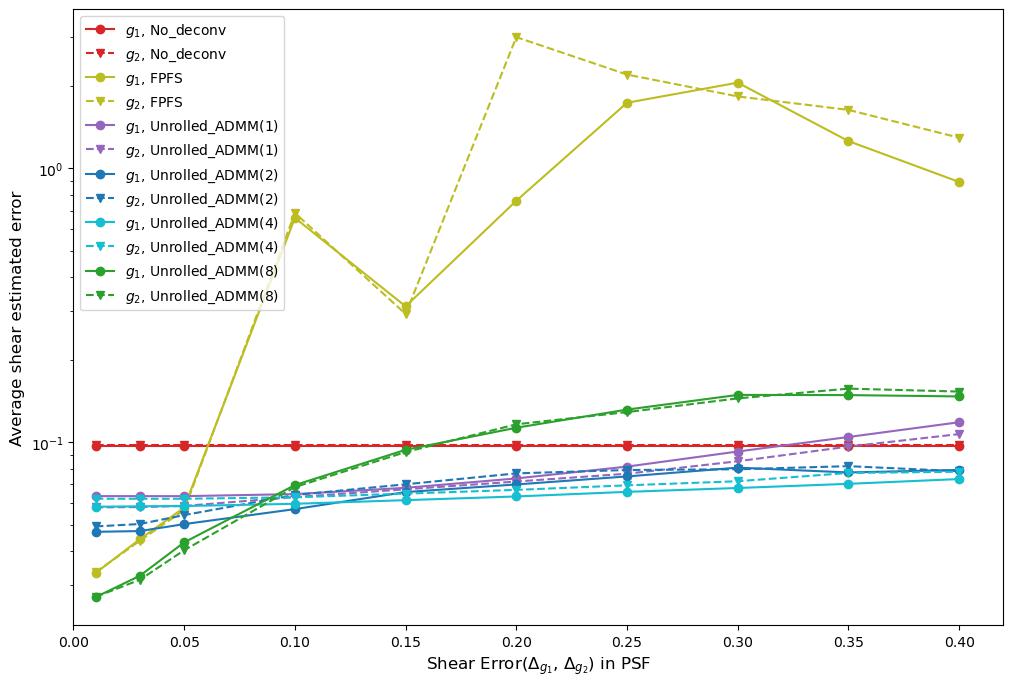 g₁, No_deconv
g₂, No_deconv
g₁, FPFS
g₂, FPFS
g₁, Unrolled_ADMM(1)
g₂, Unrolled_ADMM(1)
g₁, Unrolled_ADMM(2)
g₂, Unrolled_ADMM(2)
g₁, Unrolled_ADMM(4)
g₂, Unrolled_ADMM(4)
g₁, Unrolled_ADMM(8)
g₂, Unrolled_ADMM(8)
Average shear estimated error
10⁰
10⁻¹
0.00 0.05 0.10 0.15 0.20 0.25 0.30 0.35 0.40
Shear Error(Δg₁, Δg₂) in PSF